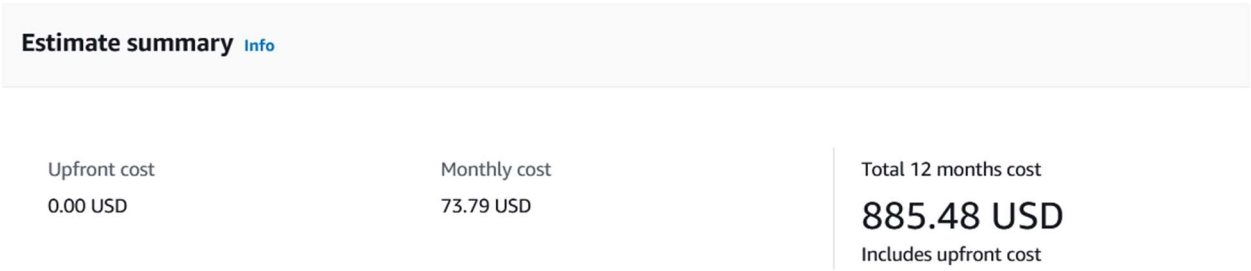 Estimate summary Info
Upfront cost
0.00 USD
Monthly cost
73.79 USD
Total 12 months cost
885.48 USD
Includes upfront cost